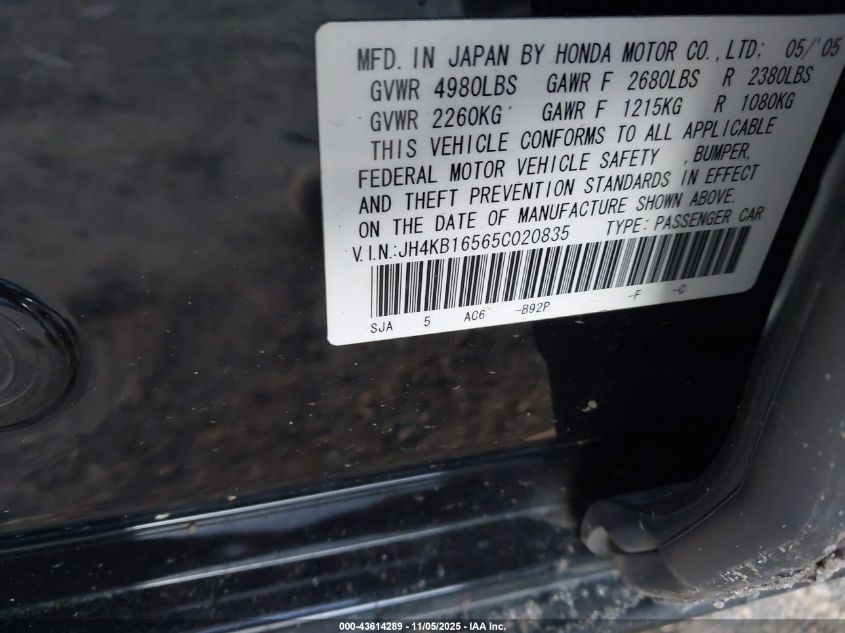 MFD. IN JAPAN BY HONDA MOTOR CO., LTD; 05/'05
GVWR 4980LBS GAWR F 2680LBS R 2380LBS
GVWR 2260KG GAWR F 1215KG R 1080KG
THIS VEHICLE CONFORMS TO ALL APPLICABLE
FEDERAL MOTOR VEHICLE SAFETY , BUMPER,
AND THEFT PREVENTION STANDARDS IN EFFECT
ON THE DATE OF MANUFACTURE SHOWN ABOVE.
V.I.N.:JH4KB16565C020835 TYPE: PASSENGER CAR
SJA 5 AC6 -B92P -F -C
000-43614289 - 11/05/2025 - IAA Inc.